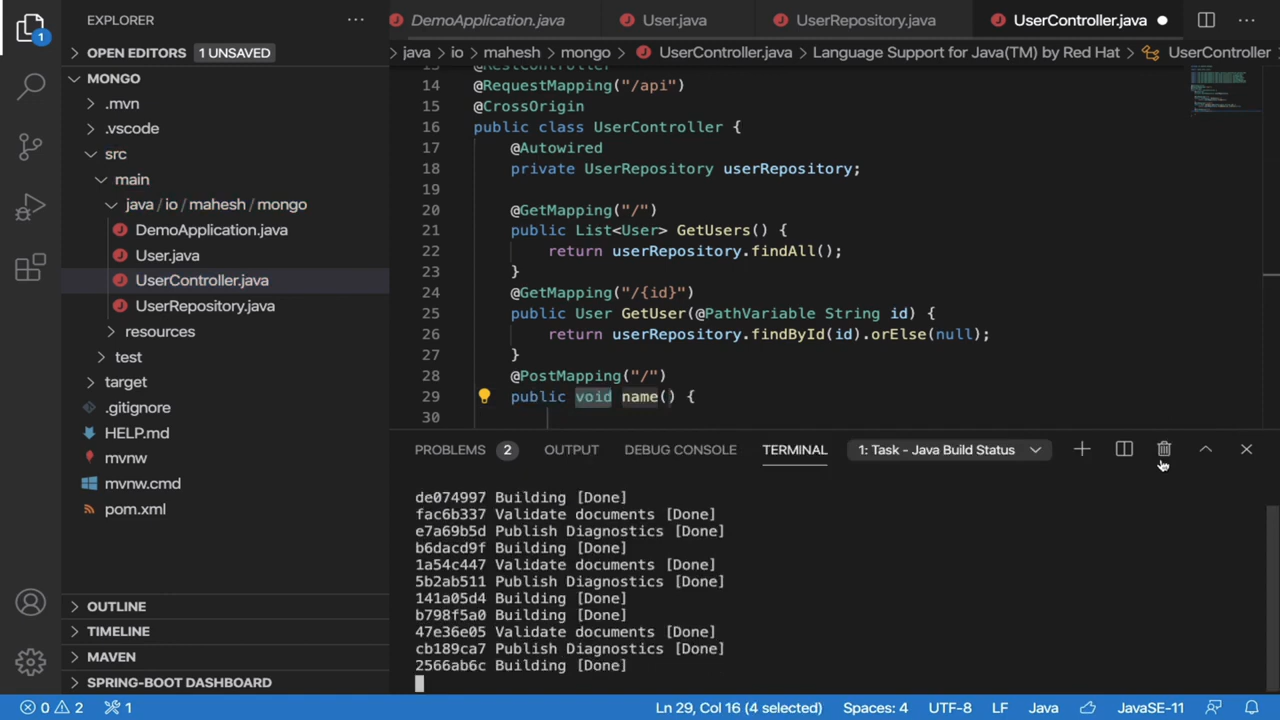 EXPLORER
DemoApplication.java
User.java
UserRepository.java
UserController.java
1
OPEN EDITORS 1 UNSAVED
java › io › mahesh › mongo › UserController.java › Language Support for Java(TM) by Red Hat › UserController
MONGO
.mvn
.vscode
src
main
java / io / mahesh / mongo
DemoApplication.java
User.java
UserController.java
UserRepository.java
resources
test
target
.gitignore
HELP.md
mvnw
mvnw.cmd
pom.xml
OUTLINE
TIMELINE
MAVEN
SPRING-BOOT DASHBOARD
13 @RestController
14 @RequestMapping("/api")
15 @CrossOrigin
16 public class UserController {
17 @Autowired
18 private UserRepository userRepository;
19
20 @GetMapping("/")
21 public List<User> GetUsers() {
22 return userRepository.findAll();
23 }
24 @GetMapping("/{id}")
25 public User GetUser(@PathVariable String id) {
26 return userRepository.findById(id).orElse(null);
27 }
28 @PostMapping("/")
29 public void name() {
30
PROBLEMS 2 OUTPUT DEBUG CONSOLE TERMINAL 1: Task - Java Build Status
de074997 Building [Done]
fac6b337 Validate documents [Done]
e7a69b5d Publish Diagnostics [Done]
b6dacd9f Building [Done]
1a54c447 Validate documents [Done]
5b2ab511 Publish Diagnostics [Done]
141a05d4 Building [Done]
b798f5a0 Building [Done]
47e36e05 Validate documents [Done]
cb189ca7 Publish Diagnostics [Done]
2566ab6c Building [Done]
0 2 1 Ln 29, Col 16 (4 selected) Spaces: 4 UTF-8 LF Java JavaSE-11